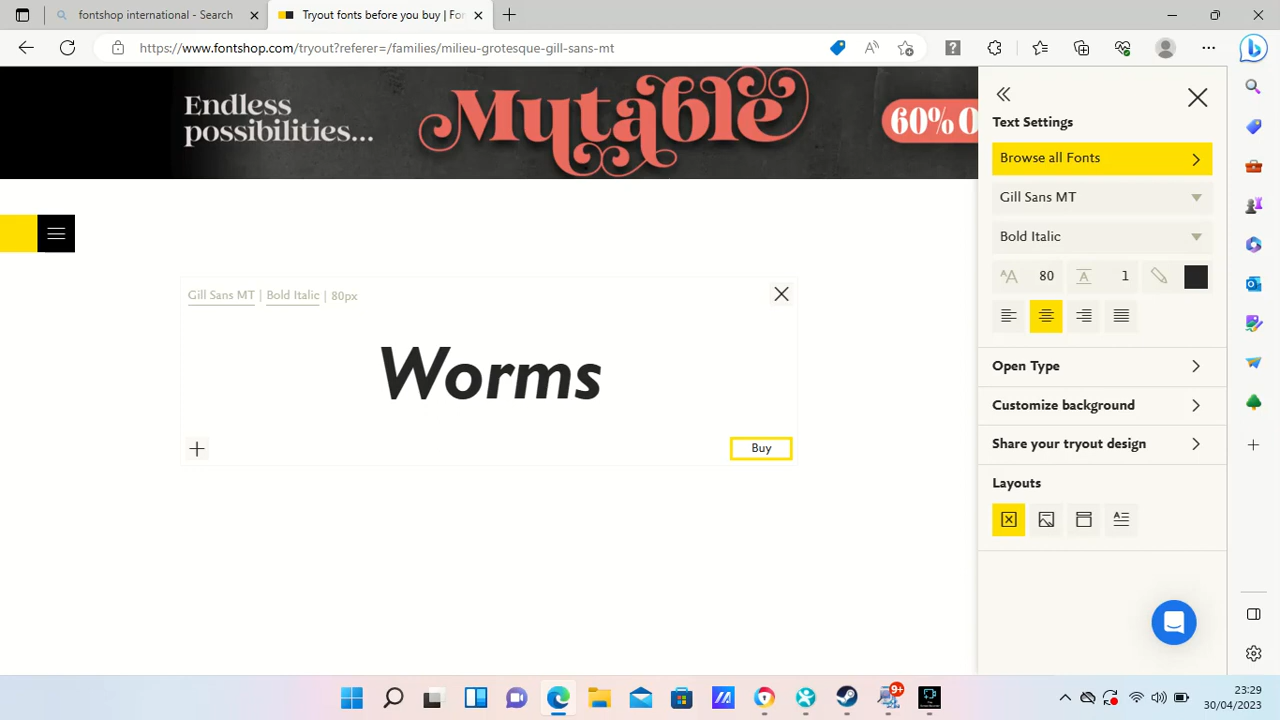 fontshop international - Search
Tryout fonts before you buy | Fon
https://www.fontshop.com/tryout?referer=/families/milieu-grotesque-gill-sans-mt
Endless
possibilities...
Mutable
60% O
Text Settings
Browse all Fonts
Gill Sans MT
Bold Italic
80
1
Open Type
Customize background
Share your tryout design
Layouts
Gill Sans MT | Bold Italic | 80px
Worms
Buy
9+
23:29
30/04/2023